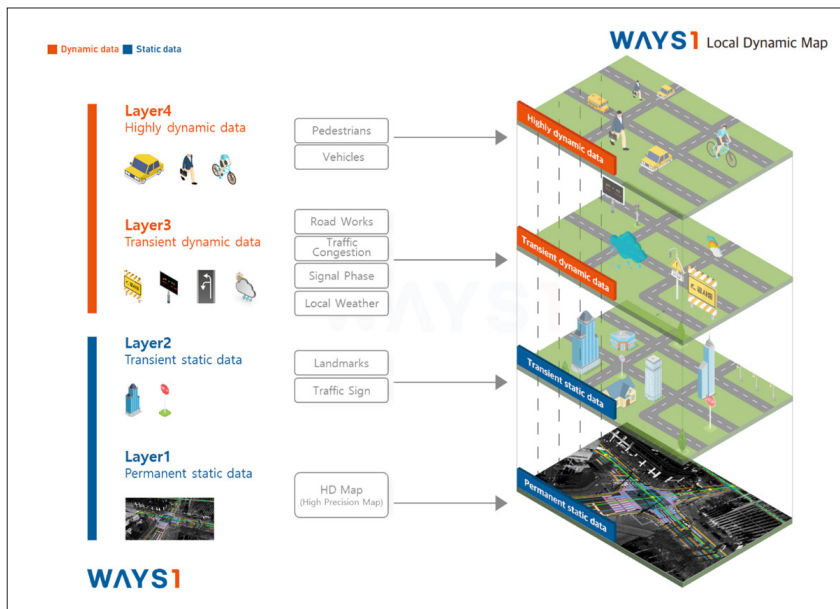 Dynamic data Static data
WAYS1 Local Dynamic Map
Layer4
Highly dynamic data
Pedestrians
Vehicles
Highly dynamic data
Layer3
Transient dynamic data
Road Works
Traffic
Congestion
Signal Phase
Local Weather
Transient dynamic data
WAYS1
Layer2
Transient static data
Landmarks
Traffic Sign
Transient static data
Layer1
Permanent static data
HD Map
(High Precision Map)
Permanent static data
WAYS1